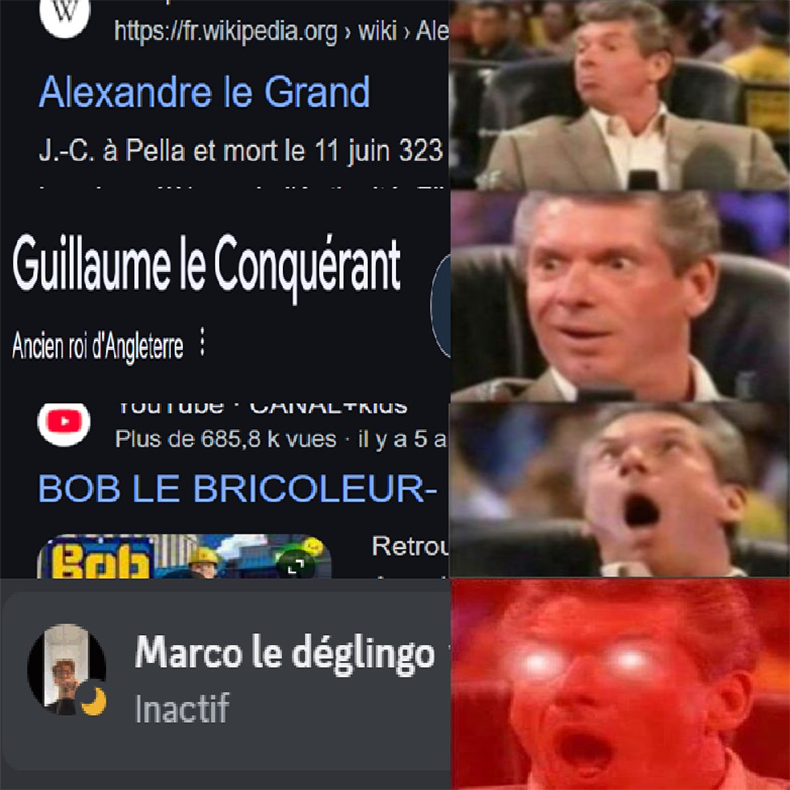 W
https://fr.wikipedia.org › wiki › Ale
Alexandre le Grand
J.-C. à Pella et mort le 11 juin 323
Guillaume le Conquérant
Ancien roi d'Angleterre
YouTube · CANAL+kids
Plus de 685,8 k vues · il y a 5 a
BOB LE BRICOLEUR-
Bob
Retrou
Marco le déglingo
Inactif